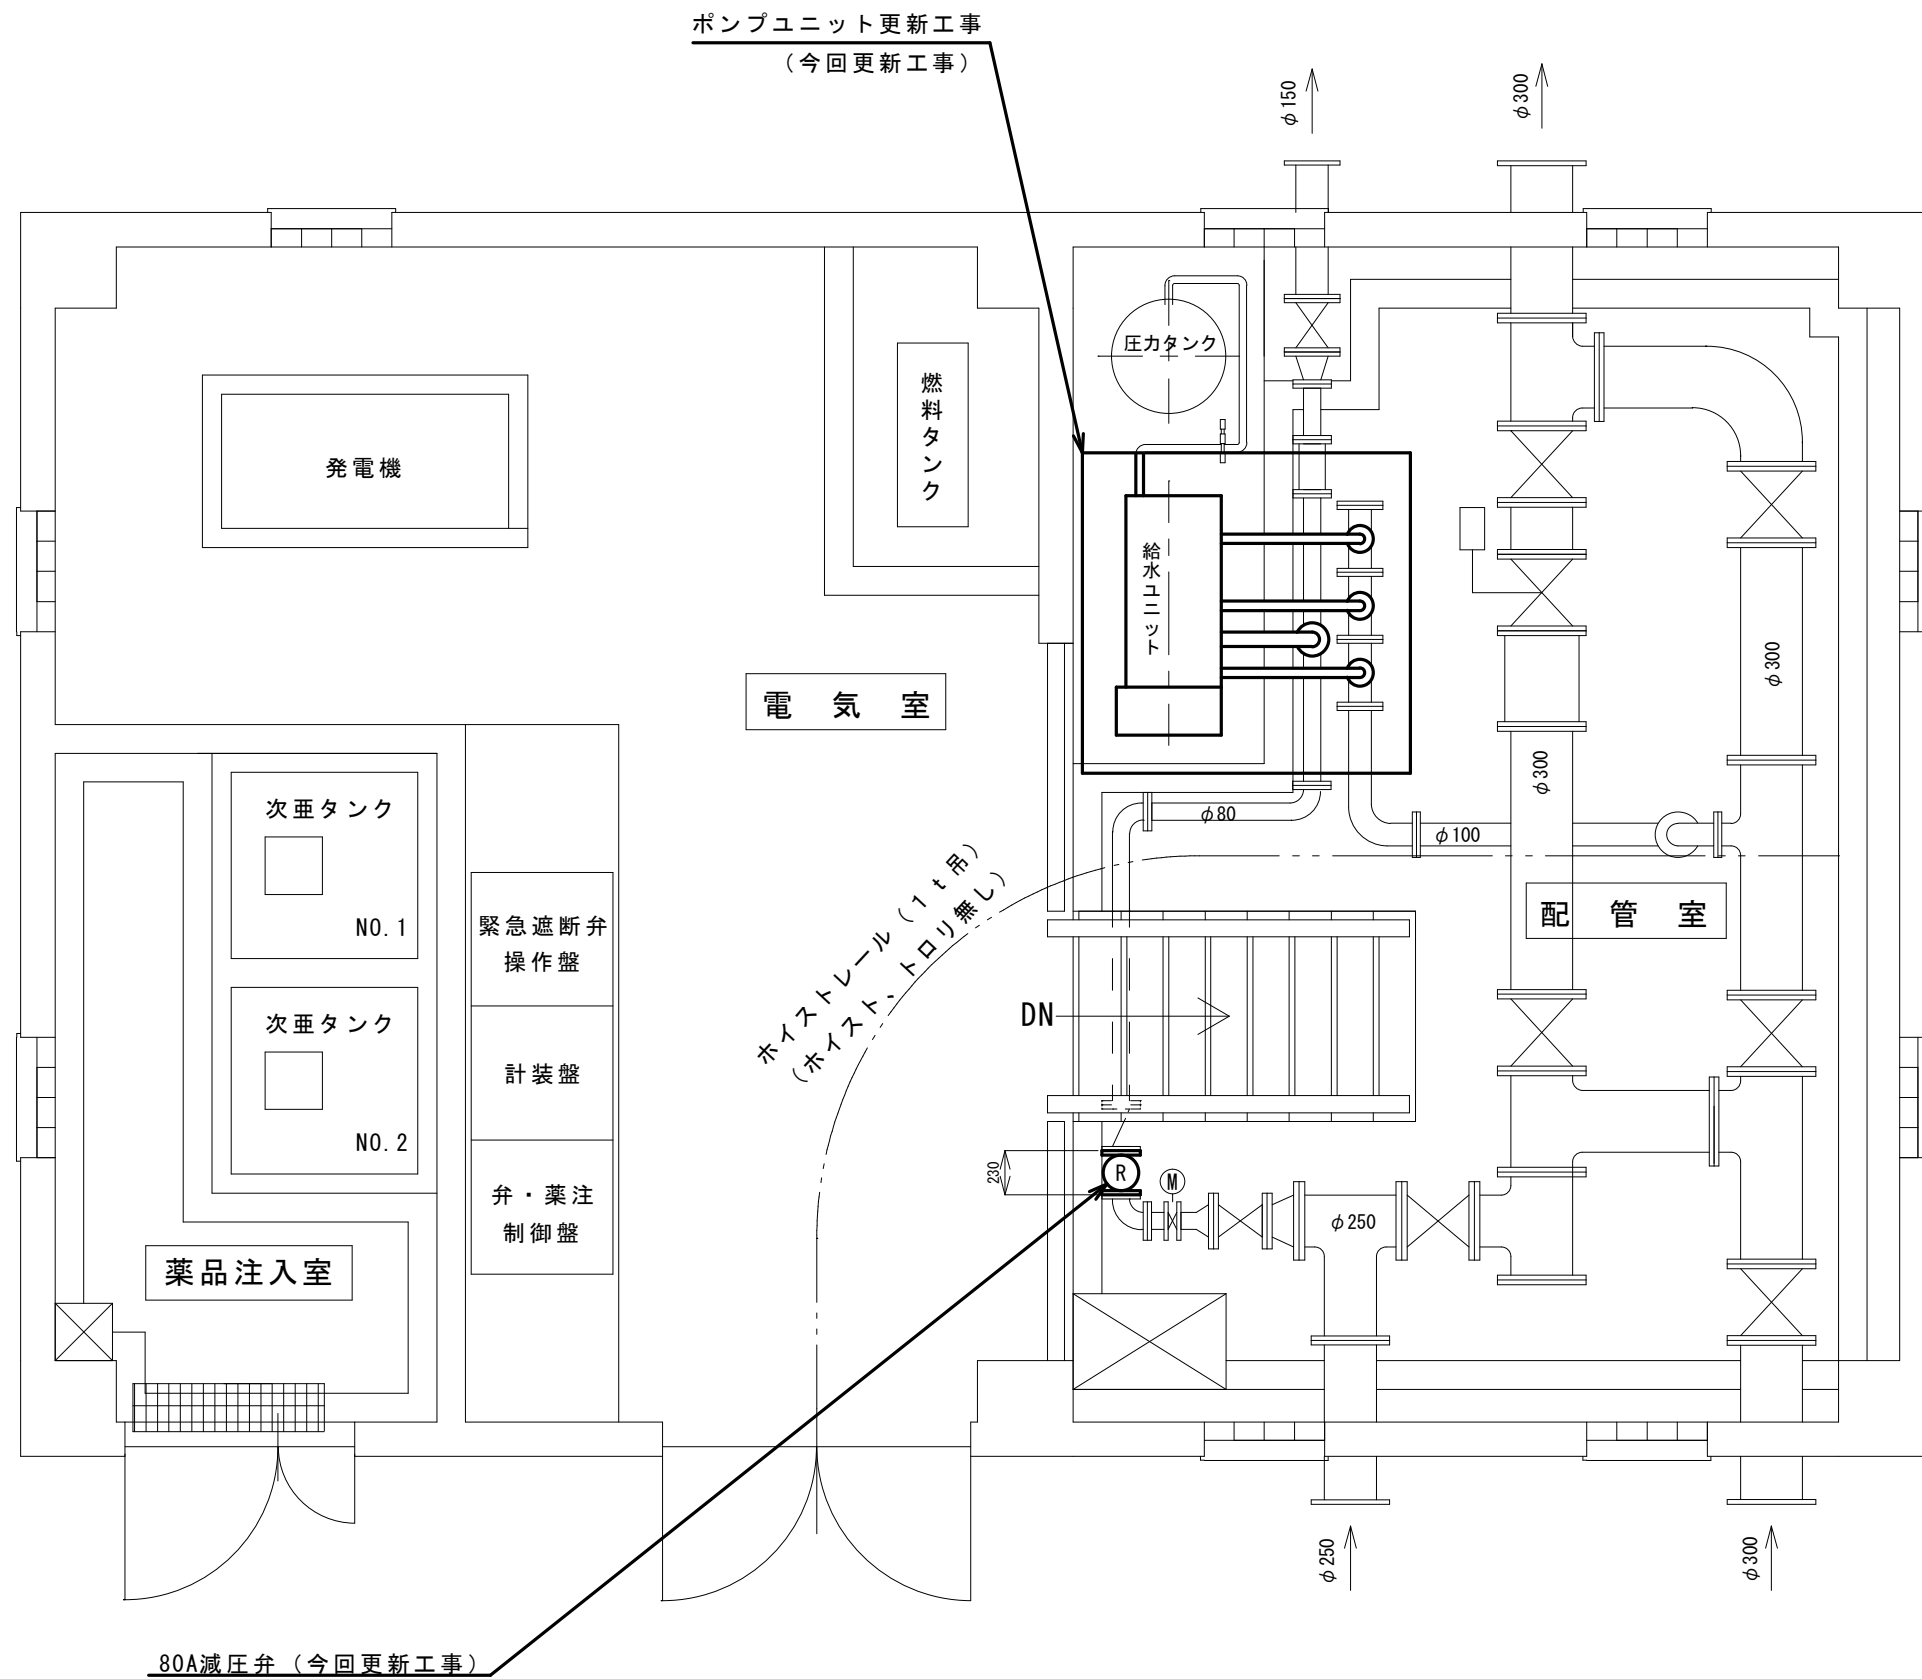 ポンプユニット更新工事
（今回更新工事）
φ150
φ300
圧力タンク
燃料タンク
発電機
給水ユニット
電気室
φ300
φ300
φ80
φ100
次亜タンク
NO.1
次亜タンク
NO.2
緊急遮断弁
操作盤
計装盤
弁・薬注
制御盤
ホイストレール（1ｔ吊）
（ホイスト、トロリ無し）
配管室
DN
230
R
M
φ250
薬品注入室
φ250
φ300
80A減圧弁（今回更新工事）